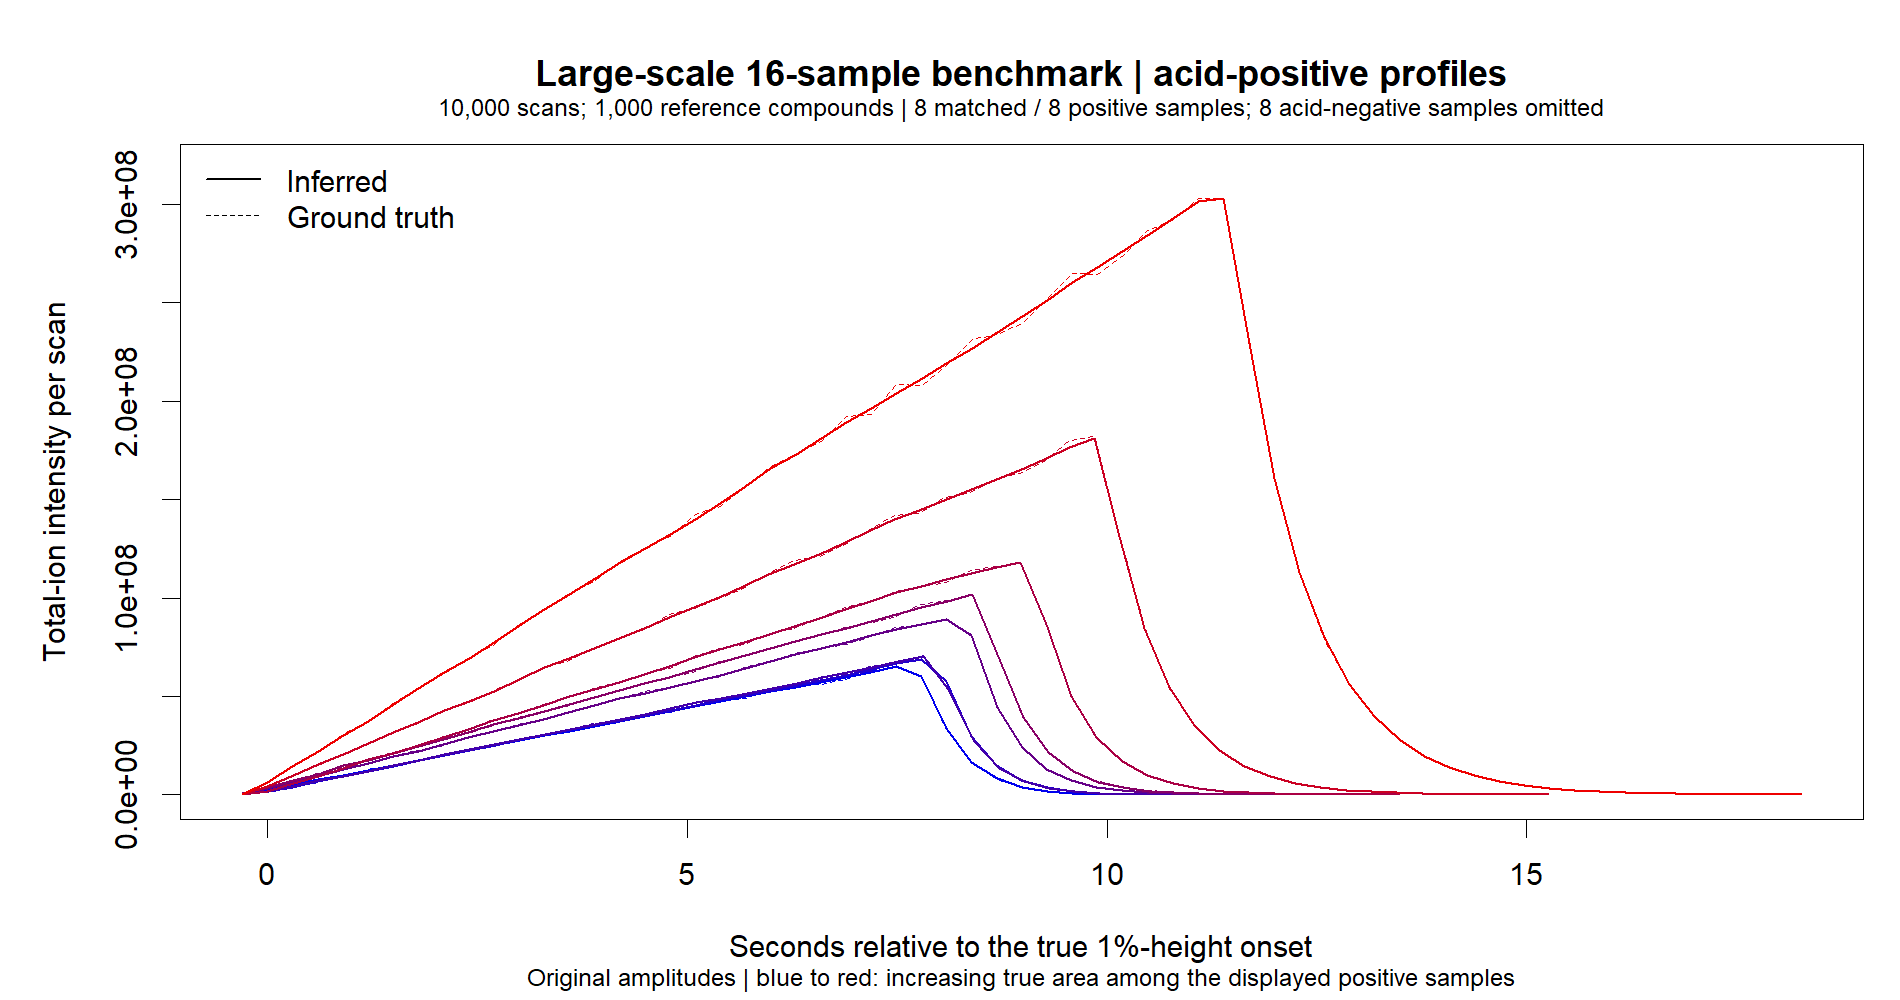 Large-scale 16-sample benchmark | acid-positive profiles
10,000 scans; 1,000 reference compounds | 8 matched / 8 positive samples; 8 acid-negative samples omitted
Inferred
Ground truth
Total-ion intensity per scan
3.0e+08
2.0e+08
1.0e+08
0.0e+00
0 5 10 15
Seconds relative to the true 1%-height onset
Original amplitudes | blue to red: increasing true area among the displayed positive samples